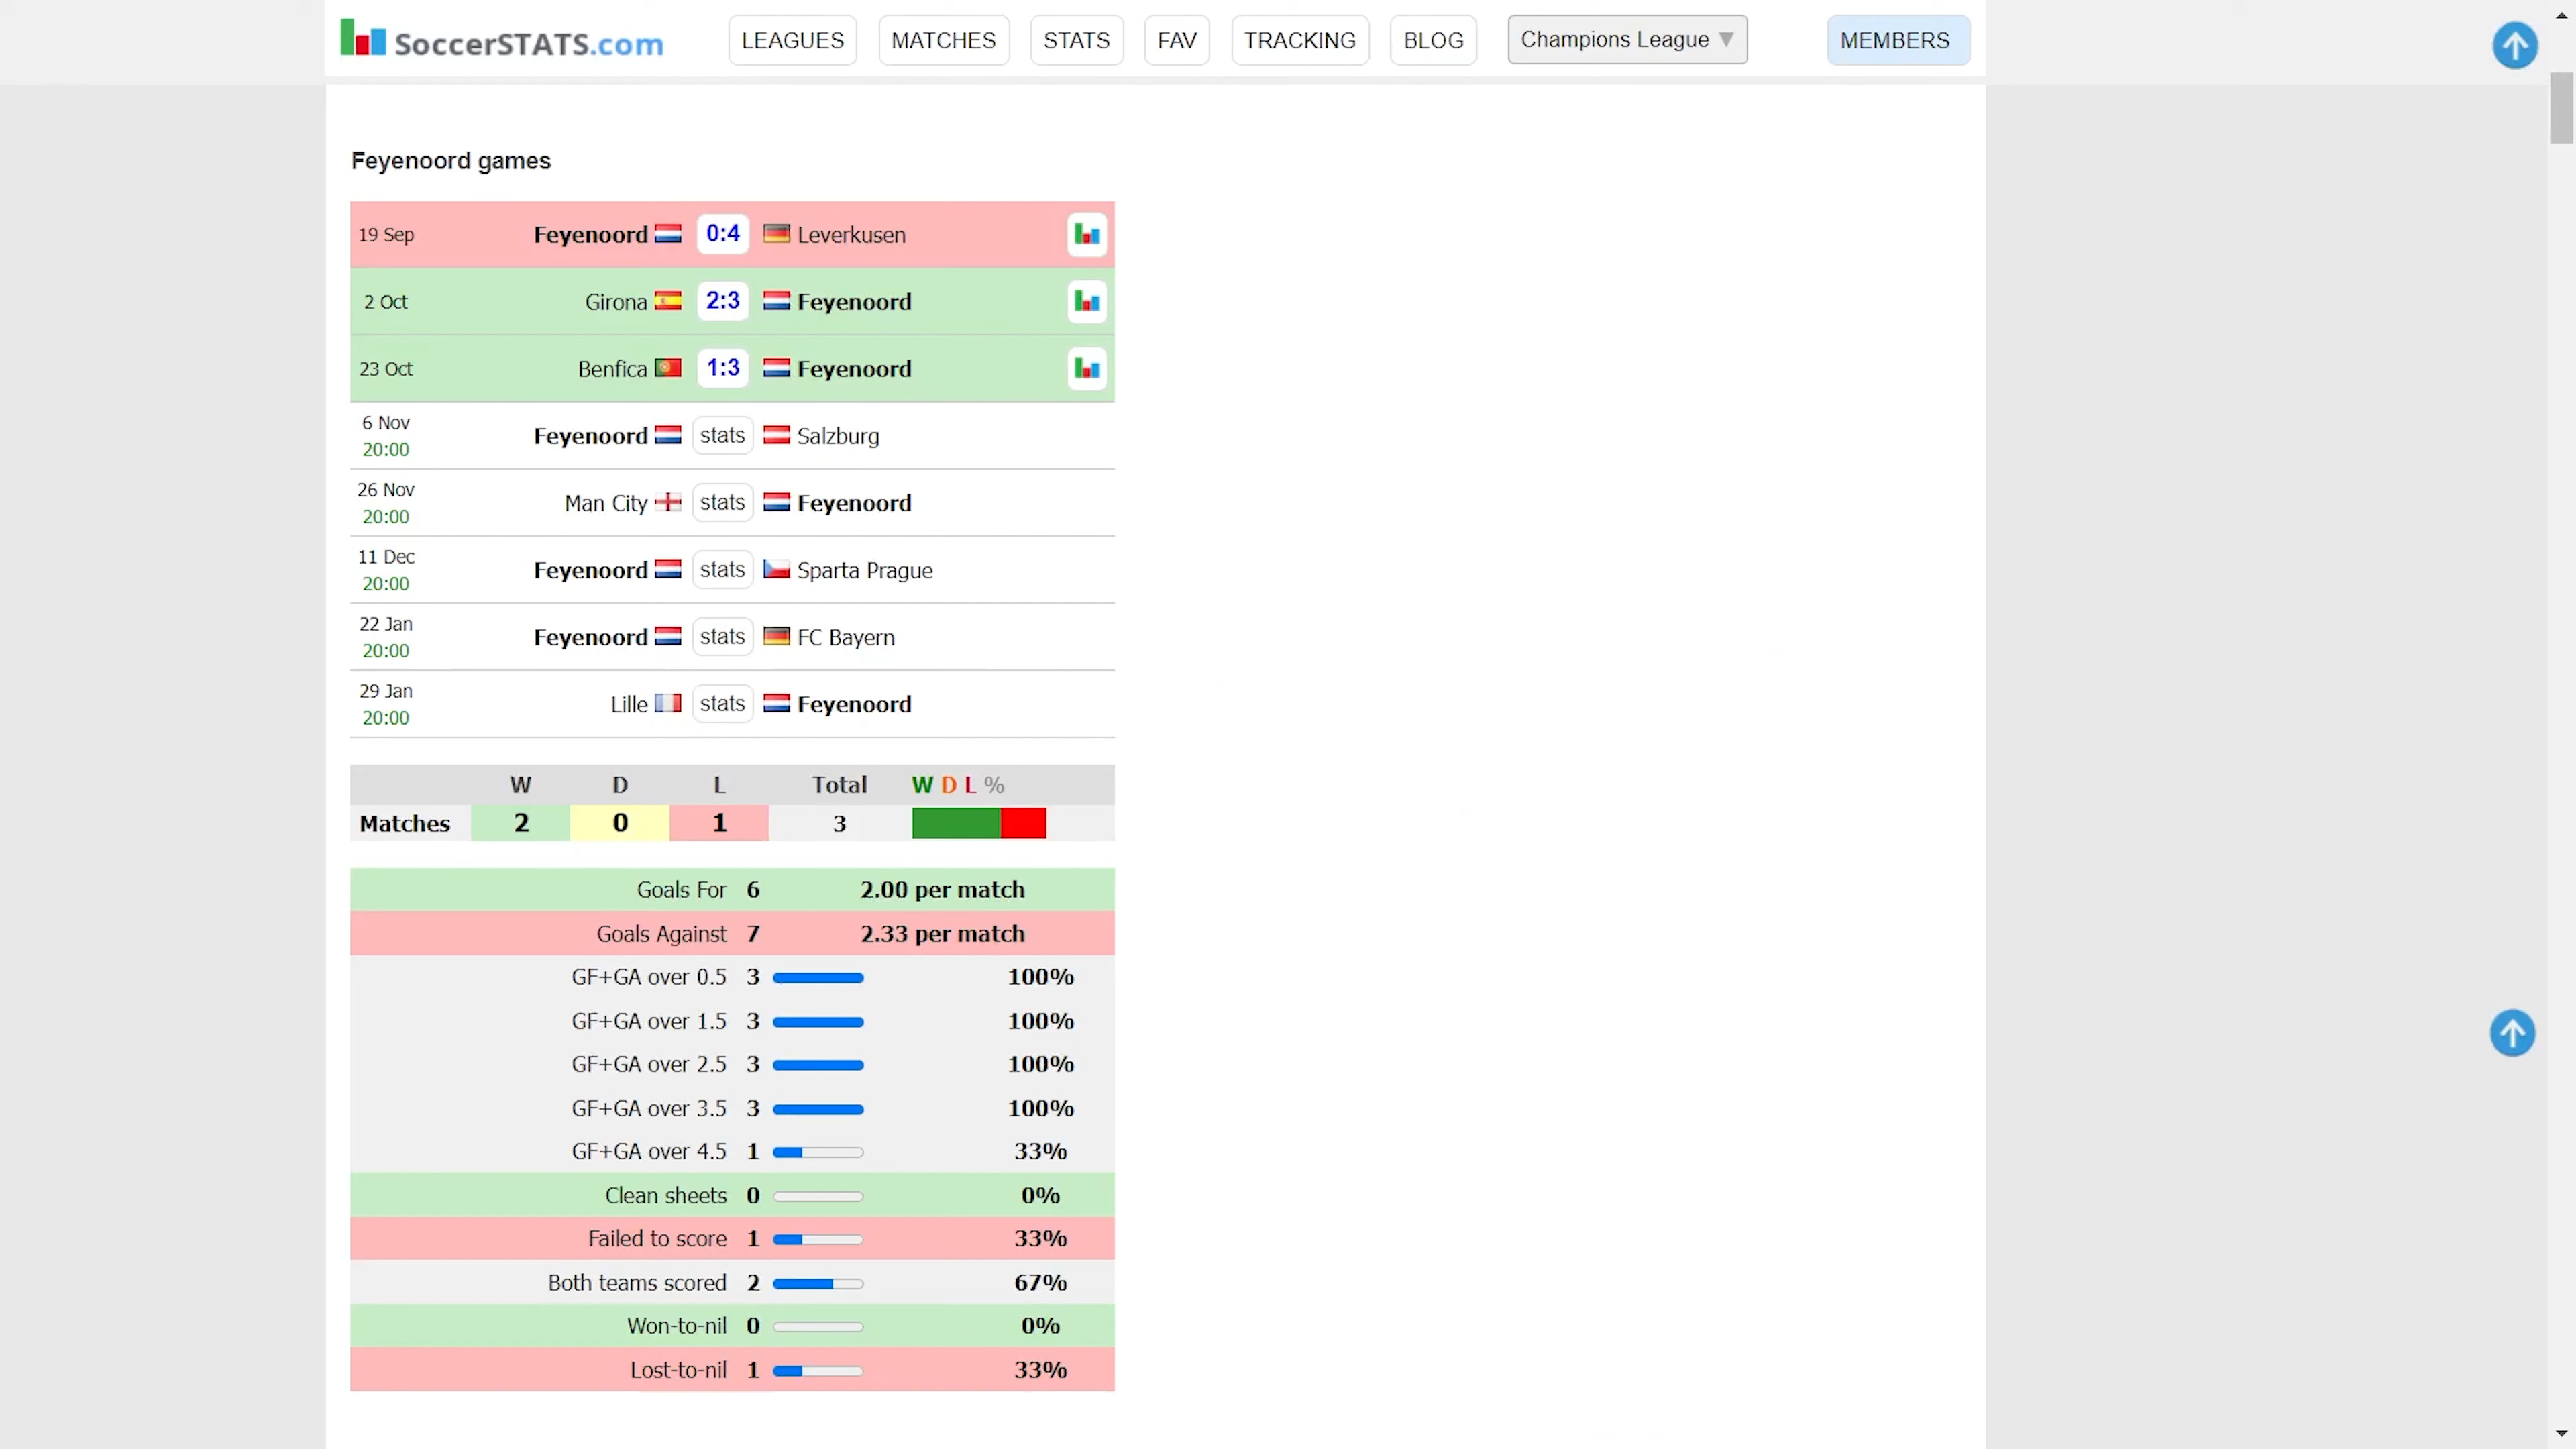 SoccerSTATS.com LEAGUES MATCHES STATS FAV TRACKING BLOG Champions League ▼ MEMBERS
Feyenoord games
19 Sep Feyenoord 0:4 Leverkusen
2 Oct Girona 2:3 Feyenoord
23 Oct Benfica 1:3 Feyenoord
6 Nov
20:00 Feyenoord stats Salzburg
26 Nov
20:00 Man City stats Feyenoord
11 Dec
20:00 Feyenoord stats Sparta Prague
22 Jan
20:00 Feyenoord stats FC Bayern
29 Jan
20:00 Lille stats Feyenoord
W D L Total W D L %
Matches 2 0 1 3
Goals For 6 2.00 per match
Goals Against 7 2.33 per match
GF+GA over 0.5 3 100%
GF+GA over 1.5 3 100%
GF+GA over 2.5 3 100%
GF+GA over 3.5 3 100%
GF+GA over 4.5 1 33%
Clean sheets 0 0%
Failed to score 1 33%
Both teams scored 2 67%
Won-to-nil 0 0%
Lost-to-nil 1 33%